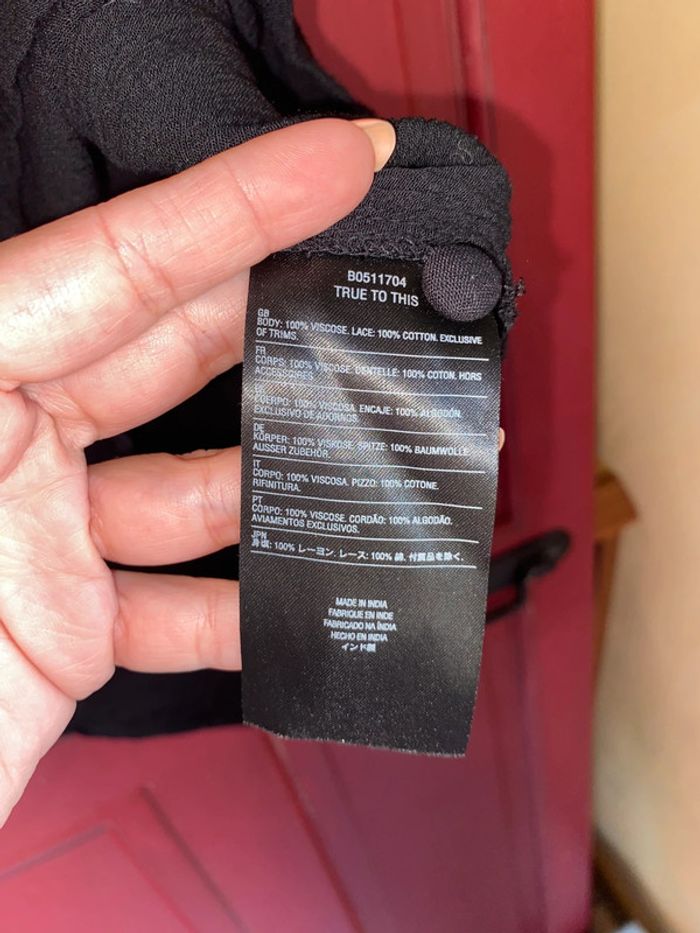 B0511704
TRUE TO THIS
GB
BODY: 100% VISCOSE. LACE: 100% COTTON. EXCLUSIVE
OF TRIMS.
FR
CORPS: 100% VISCOSE. DENTELLE: 100% COTON. HORS
ACCESSOIRES
CUERPO: 100% VISCOSA. ENCAJE: 100% ALGODÓN.
EXCLUSIVO DE ADORNOS.
DE
KÖRPER: 100% VISKOSE. SPITZE: 100% BAUMWOLLE
AUSSER ZUBEHÖR.
IT
CORPO: 100% VISCOSA. PIZZO: 100% COTONE.
RIFINITURA.
PT
CORPO: 100% VISCOSE. CORDÃO: 100% ALGODÃO.
AVIAMENTOS EXCLUSIVOS.
JPN
身頃: 100% レーヨン. レース: 100% 綿. 付属品を除く.
MADE IN INDIA
FABRIQUE EN INDE
FABRICADO NA ÍNDIA
HECHO EN INDIA
インド製